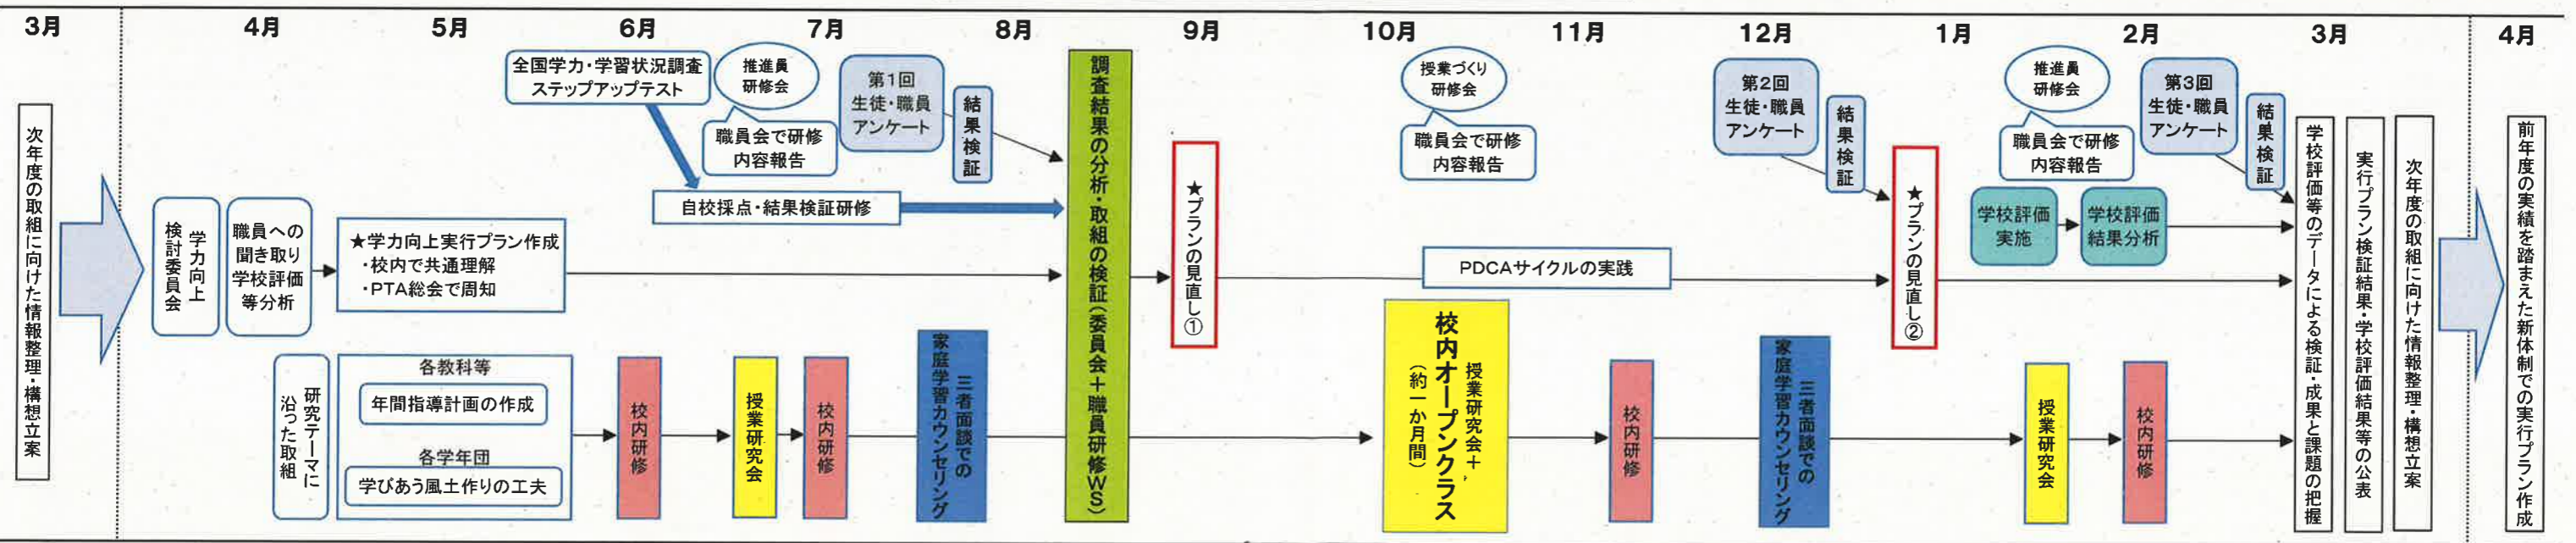 3月
4月
5月
6月
7月
8月
9月
10月
11月
12月
1月
2月
3月
4月
次年度の取組に向けた情報整理・構想立案
学力向上
検討委員会
職員への
聞き取り
学校評価
等分析
★学力向上実行プラン作成
・校内で共通理解
・PTA総会で周知
全国学力・学習状況調査
ステップアップテスト
推進員
研修会
職員会で研修
内容報告
第1回
生徒・職員
アンケート
結果検証
自校採点・結果検証研修
調査結果の分析・取組の検証(委員会+職員研修WS)
★プランの見直し①
授業づくり
研修会
職員会で研修
内容報告
PDCAサイクルの実践
第2回
生徒・職員
アンケート
結果検証
★プランの見直し②
推進員
研修会
職員会で研修
内容報告
第3回
生徒・職員
アンケート
結果検証
学校評価
実施
学校評価
結果分析
研究テーマに
沿った取組
各教科等
年間指導計画の作成
各学年団
学びあう風土作りの工夫
校内研修
授業研究会
校内研修
三者面談での
家庭学習カウンセリング
授業研究会+
校内オープンクラス
(約一か月間)
校内研修
三者面談での
家庭学習カウンセリング
授業研究会
校内研修
学校評価等のデータによる検証・成果と課題の把握
実行プラン検証結果・学校評価結果等の公表
次年度の取組に向けた情報整理・構想立案
前年度の実績を踏まえた新体制での実行プラン作成